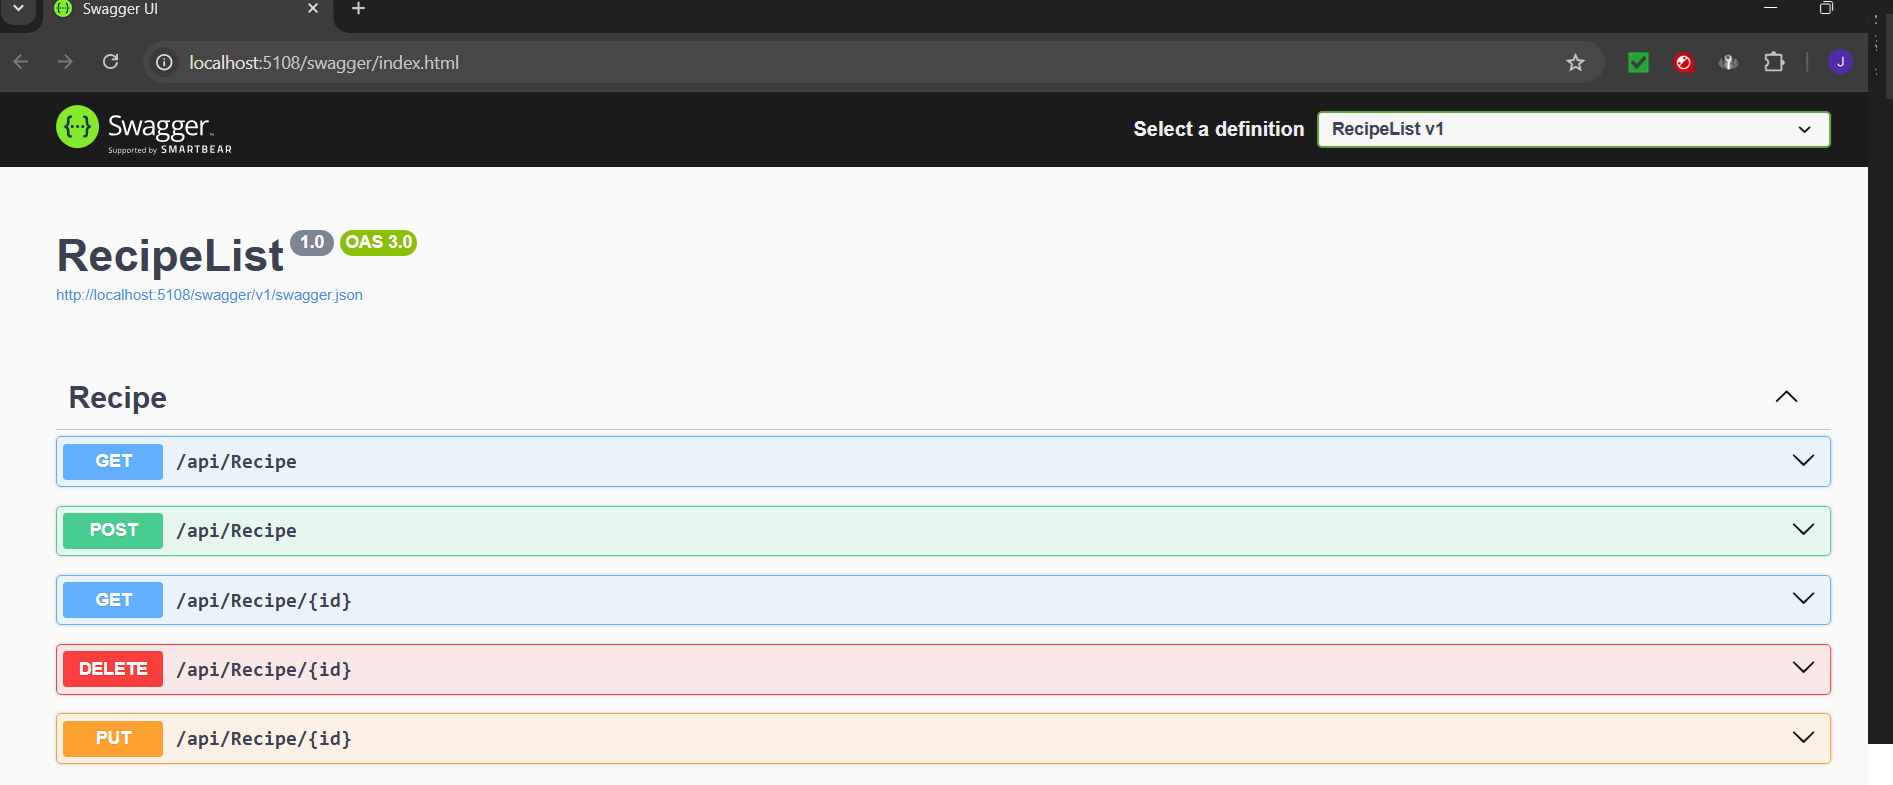 Swagger UI
localhost:5108/swagger/index.html
J
Swagger
Supported by SMARTBEAR
Select a definition
RecipeList v1
RecipeList 1.0 OAS 3.0
http://localhost:5108/swagger/v1/swagger.json
Recipe
GET /api/Recipe
POST /api/Recipe
GET /api/Recipe/{id}
DELETE /api/Recipe/{id}
PUT /api/Recipe/{id}